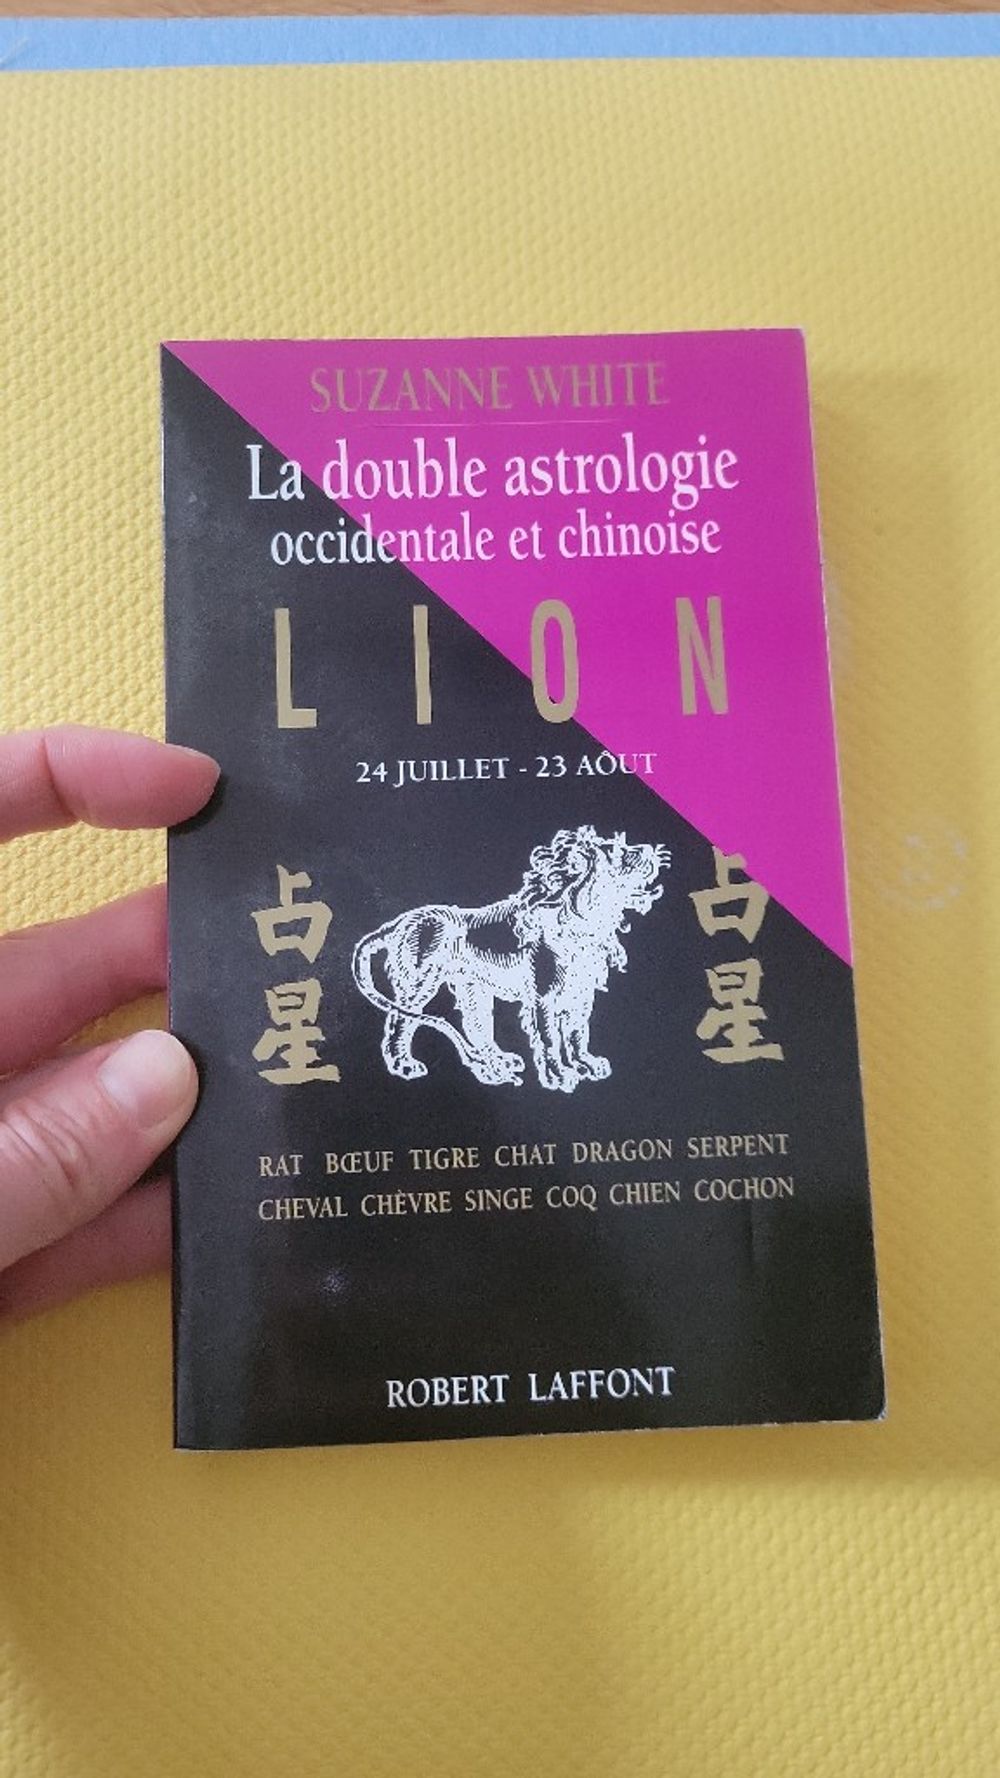 SUZANNE WHITE
La double astrologie
occidentale et chinoise
LION
24 JUILLET - 23 AÔUT
占星
占星
RAT BŒUF TIGRE CHAT DRAGON SERPENT
CHEVAL CHÈVRE SINGE COQ CHIEN COCHON
ROBERT LAFFONT